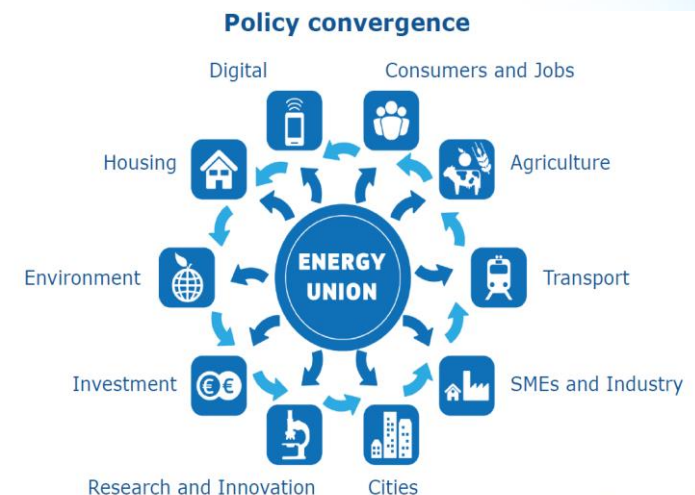 Policy convergence
Digital
Consumers and Jobs
Housing
Agriculture
ENERGY
UNION
Environment
Transport
Investment
€ €
SMEs and Industry
Research and Innovation
Cities